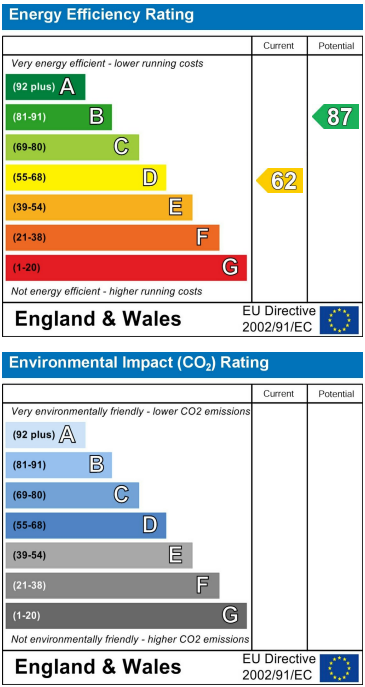 Energy Efficiency Rating
Current Potential
Very energy efficient - lower running costs
(92 plus) A
(81-91) B
87
(69-80) C
(55-68) D
62
(39-54) E
(21-38) F
(1-20) G
Not energy efficient - higher running costs
England & Wales
EU Directive
2002/91/EC
Environmental Impact (CO₂) Rating
Current Potential
Very environmentally friendly - lower CO2 emissions
(92 plus) A
(81-91) B
(69-80) C
(55-68) D
(39-54) E
(21-38) F
(1-20) G
Not environmentally friendly - higher CO2 emissions
England & Wales
EU Directive
2002/91/EC